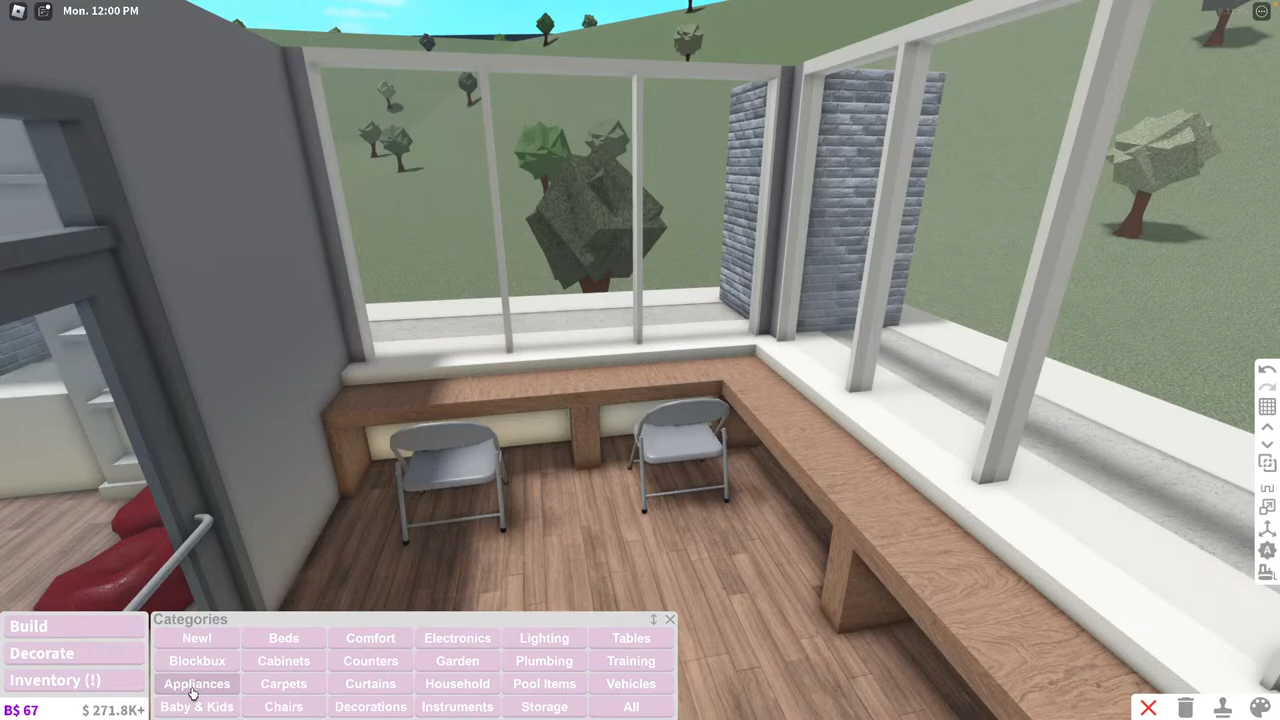 Mon. 12:00 PM
Build
Decorate
Inventory (!)
B$ 67
$ 271.8K+
Categories
New!
Beds
Comfort
Electronics
Lighting
Tables
Blockbux
Cabinets
Counters
Garden
Plumbing
Training
Appliances
Carpets
Curtains
Household
Pool Items
Vehicles
Baby & Kids
Chairs
Decorations
Instruments
Storage
All
A